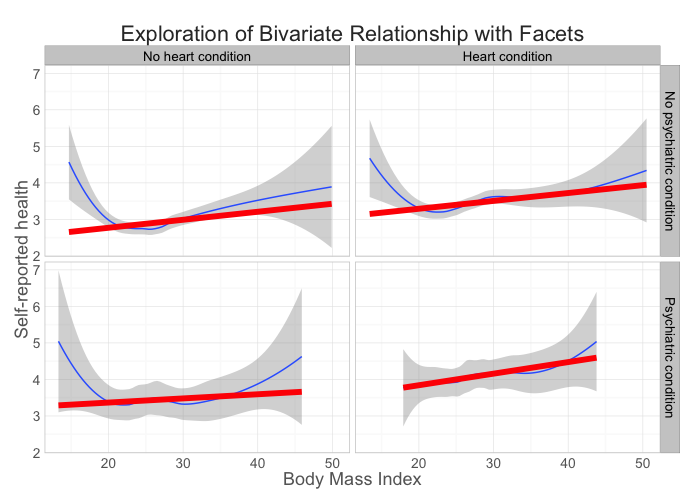 Exploration of Bivariate Relationship with Facets
No heart condition
Heart condition
7
6
5
4
3
2
No psychiatric condition
7
6
5
4
3
2
Psychiatric condition
Self-reported health
20 30 40 50
20 30 40 50
Body Mass Index